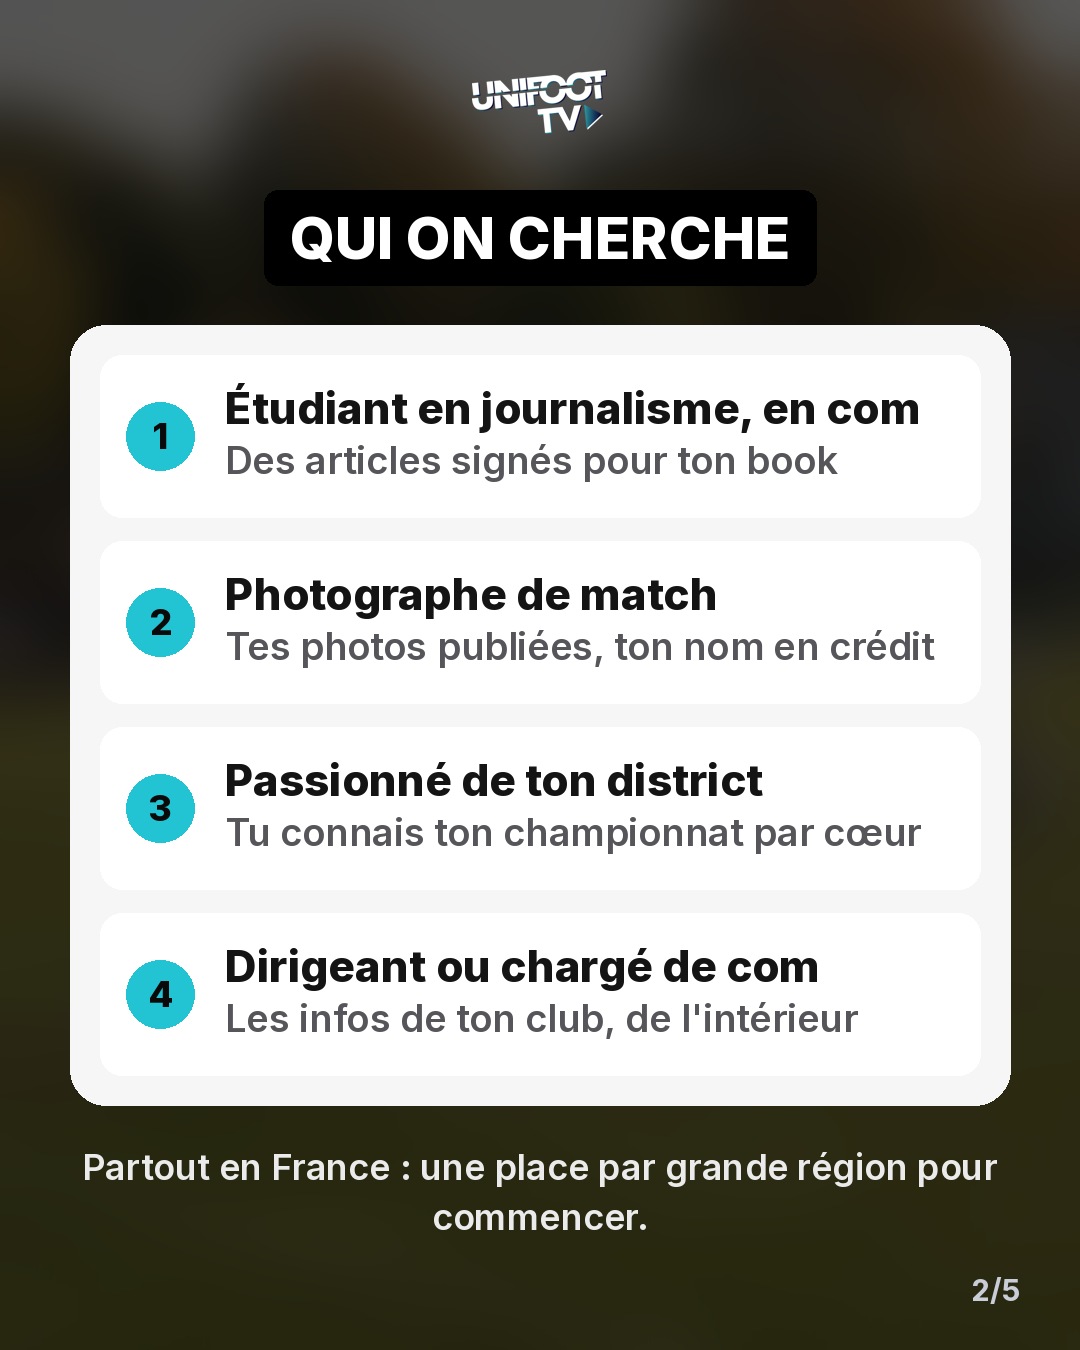 UNIFOOT
TV
QUI ON CHERCHE
1
Étudiant en journalisme, en com
Des articles signés pour ton book
2
Photographe de match
Tes photos publiées, ton nom en crédit
3
Passionné de ton district
Tu connais ton championnat par cœur
4
Dirigeant ou chargé de com
Les infos de ton club, de l'intérieur
Partout en France : une place par grande région pour
commencer.
2/5